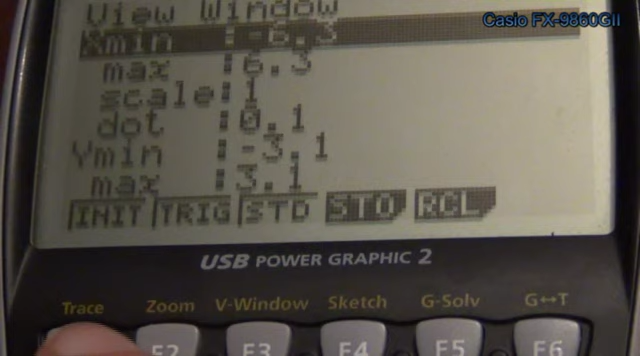 Casio FX-9860GII
View Window
Xmin :-6.3
max :6.3
scale:1
dot :0.1
Ymin :-3.1
max :3.1
INIT TRIG STD STO RCL
USB POWER GRAPHIC 2
Trace Zoom V-Window Sketch G-Solv G↔T
F2 F3 F4 F5 F6